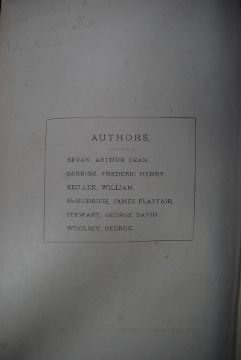 AUTHORS.
BEVAN, ARTHUR DEAN.
GERRISH, FREDERIC HENRY.
KEILLER, WILLIAM.
McMURRICH, JAMES PLAYFAIR.
STEWART, GEORGE DAVID.
WOOLSEY, GEORGE.